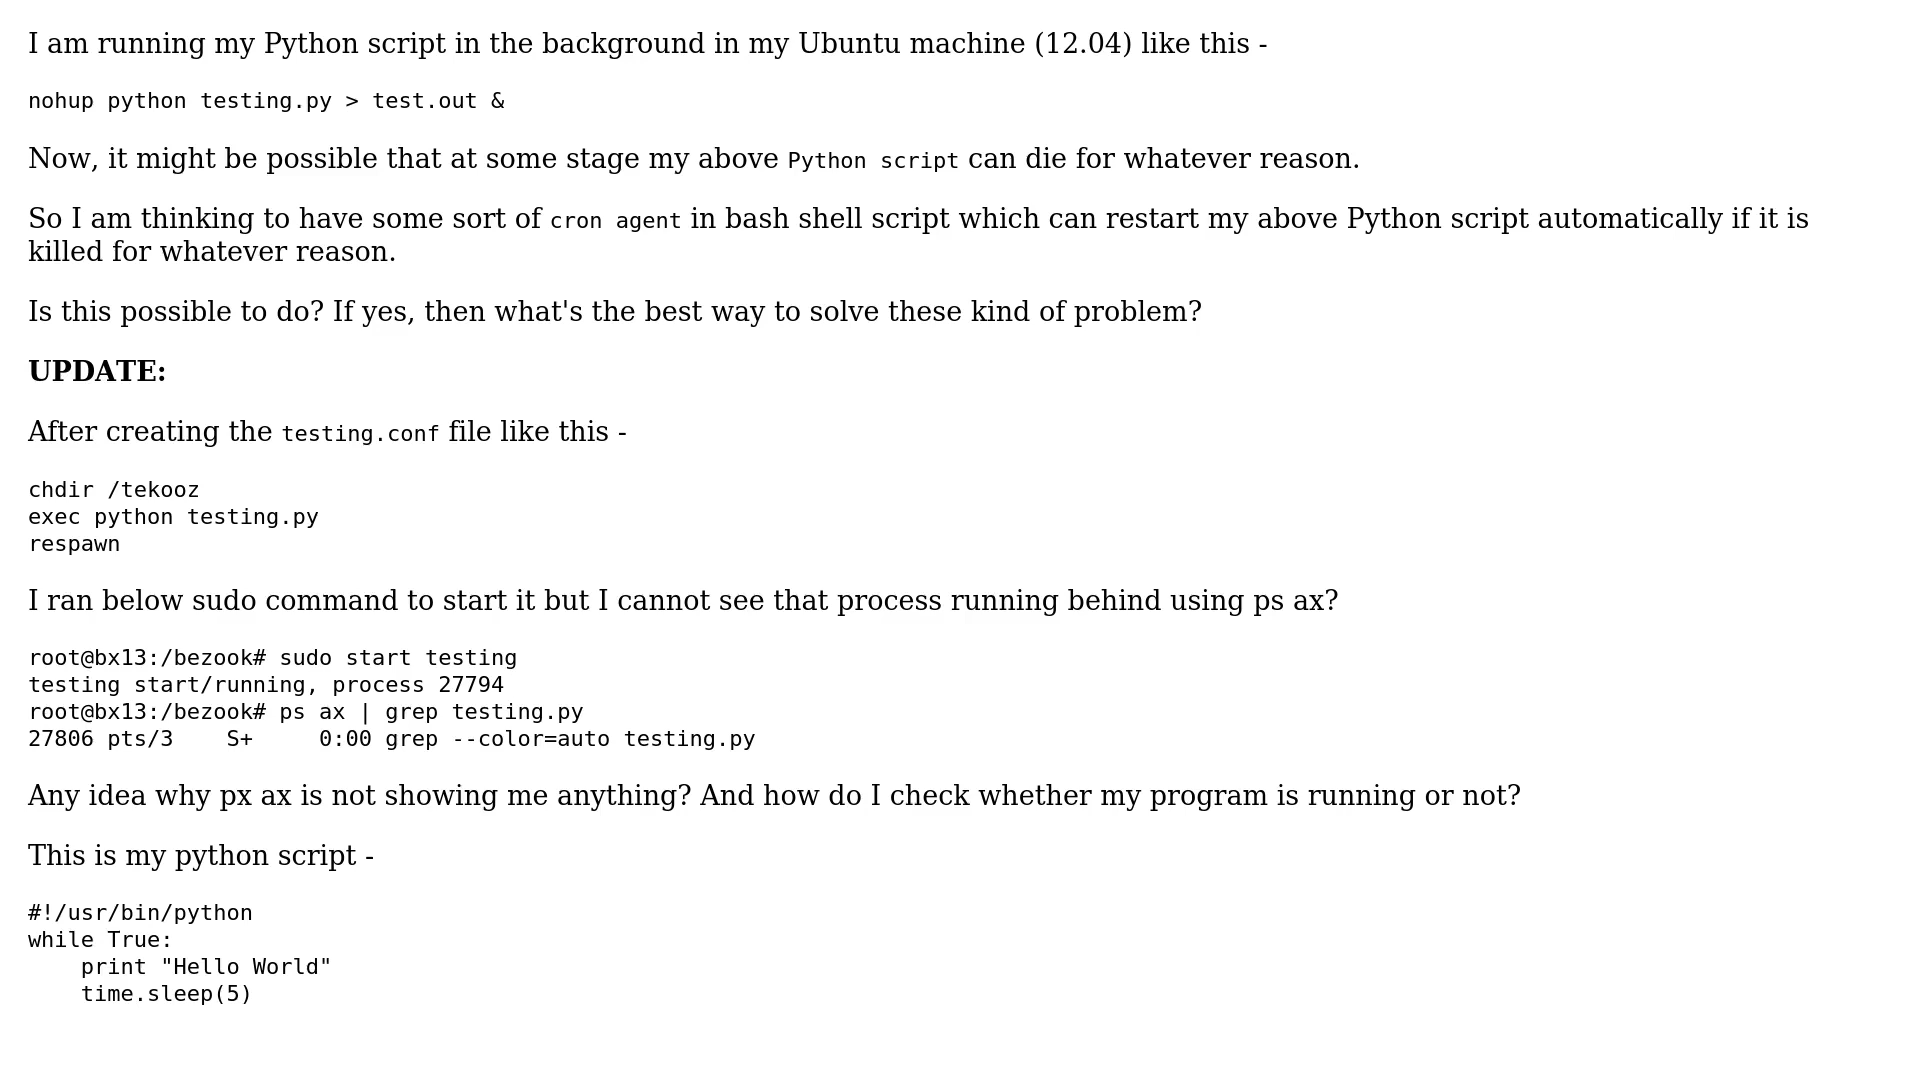 I am running my Python script in the background in my Ubuntu machine (12.04) like this -
nohup python testing.py > test.out &
Now, it might be possible that at some stage my above Python script can die for whatever reason.
So I am thinking to have some sort of cron agent in bash shell script which can restart my above Python script automatically if it is
killed for whatever reason.
Is this possible to do? If yes, then what's the best way to solve these kind of problem?
UPDATE:
After creating the testing.conf file like this -
chdir /tekooz
exec python testing.py
respawn
I ran below sudo command to start it but I cannot see that process running behind using ps ax?
root@bx13:/bezook# sudo start testing
testing start/running, process 27794
root@bx13:/bezook# ps ax | grep testing.py
27806 pts/3    S+     0:00 grep --color=auto testing.py
Any idea why px ax is not showing me anything? And how do I check whether my program is running or not?
This is my python script -
#!/usr/bin/python
while True:
    print "Hello World"
    time.sleep(5)